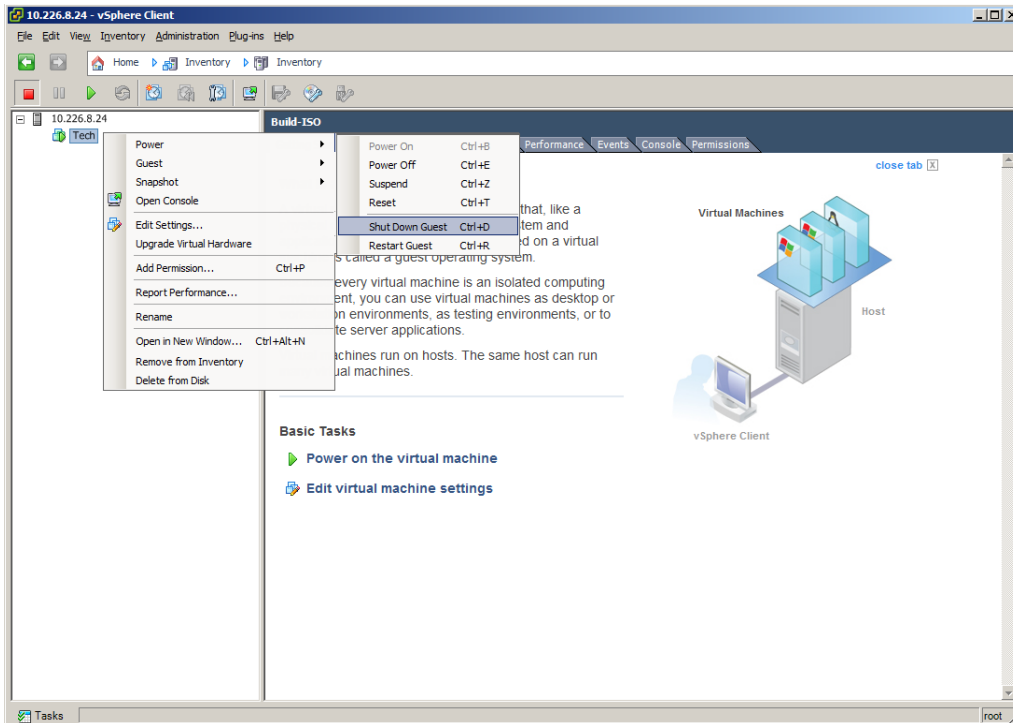 10.226.8.24 - vSphere Client
File Edit View Inventory Administration Plug-ins Help
Home Inventory Inventory
10.226.8.24
Tech
Build-ISO
Performance Events Console Permissions
close tab X
Power
Guest
Snapshot
Open Console
Edit Settings...
Upgrade Virtual Hardware
Add Permission... Ctrl+P
Report Performance...
Rename
Open in New Window... Ctrl+Alt+N
Remove from Inventory
Delete from Disk
Power On Ctrl+B
Power Off Ctrl+E
Suspend Ctrl+Z
Reset Ctrl+T
Shut Down Guest Ctrl+D
Restart Guest Ctrl+R
that, like a
stem and
ed on a virtual
s called a guest operating system.
every virtual machine is an isolated computing
ent, you can use virtual machines as desktop or
on environments, as testing environments, or to
te server applications.
achines run on hosts. The same host can run
ual machines.
Basic Tasks
Power on the virtual machine
Edit virtual machine settings
Virtual Machines
Host
vSphere Client
Tasks
root